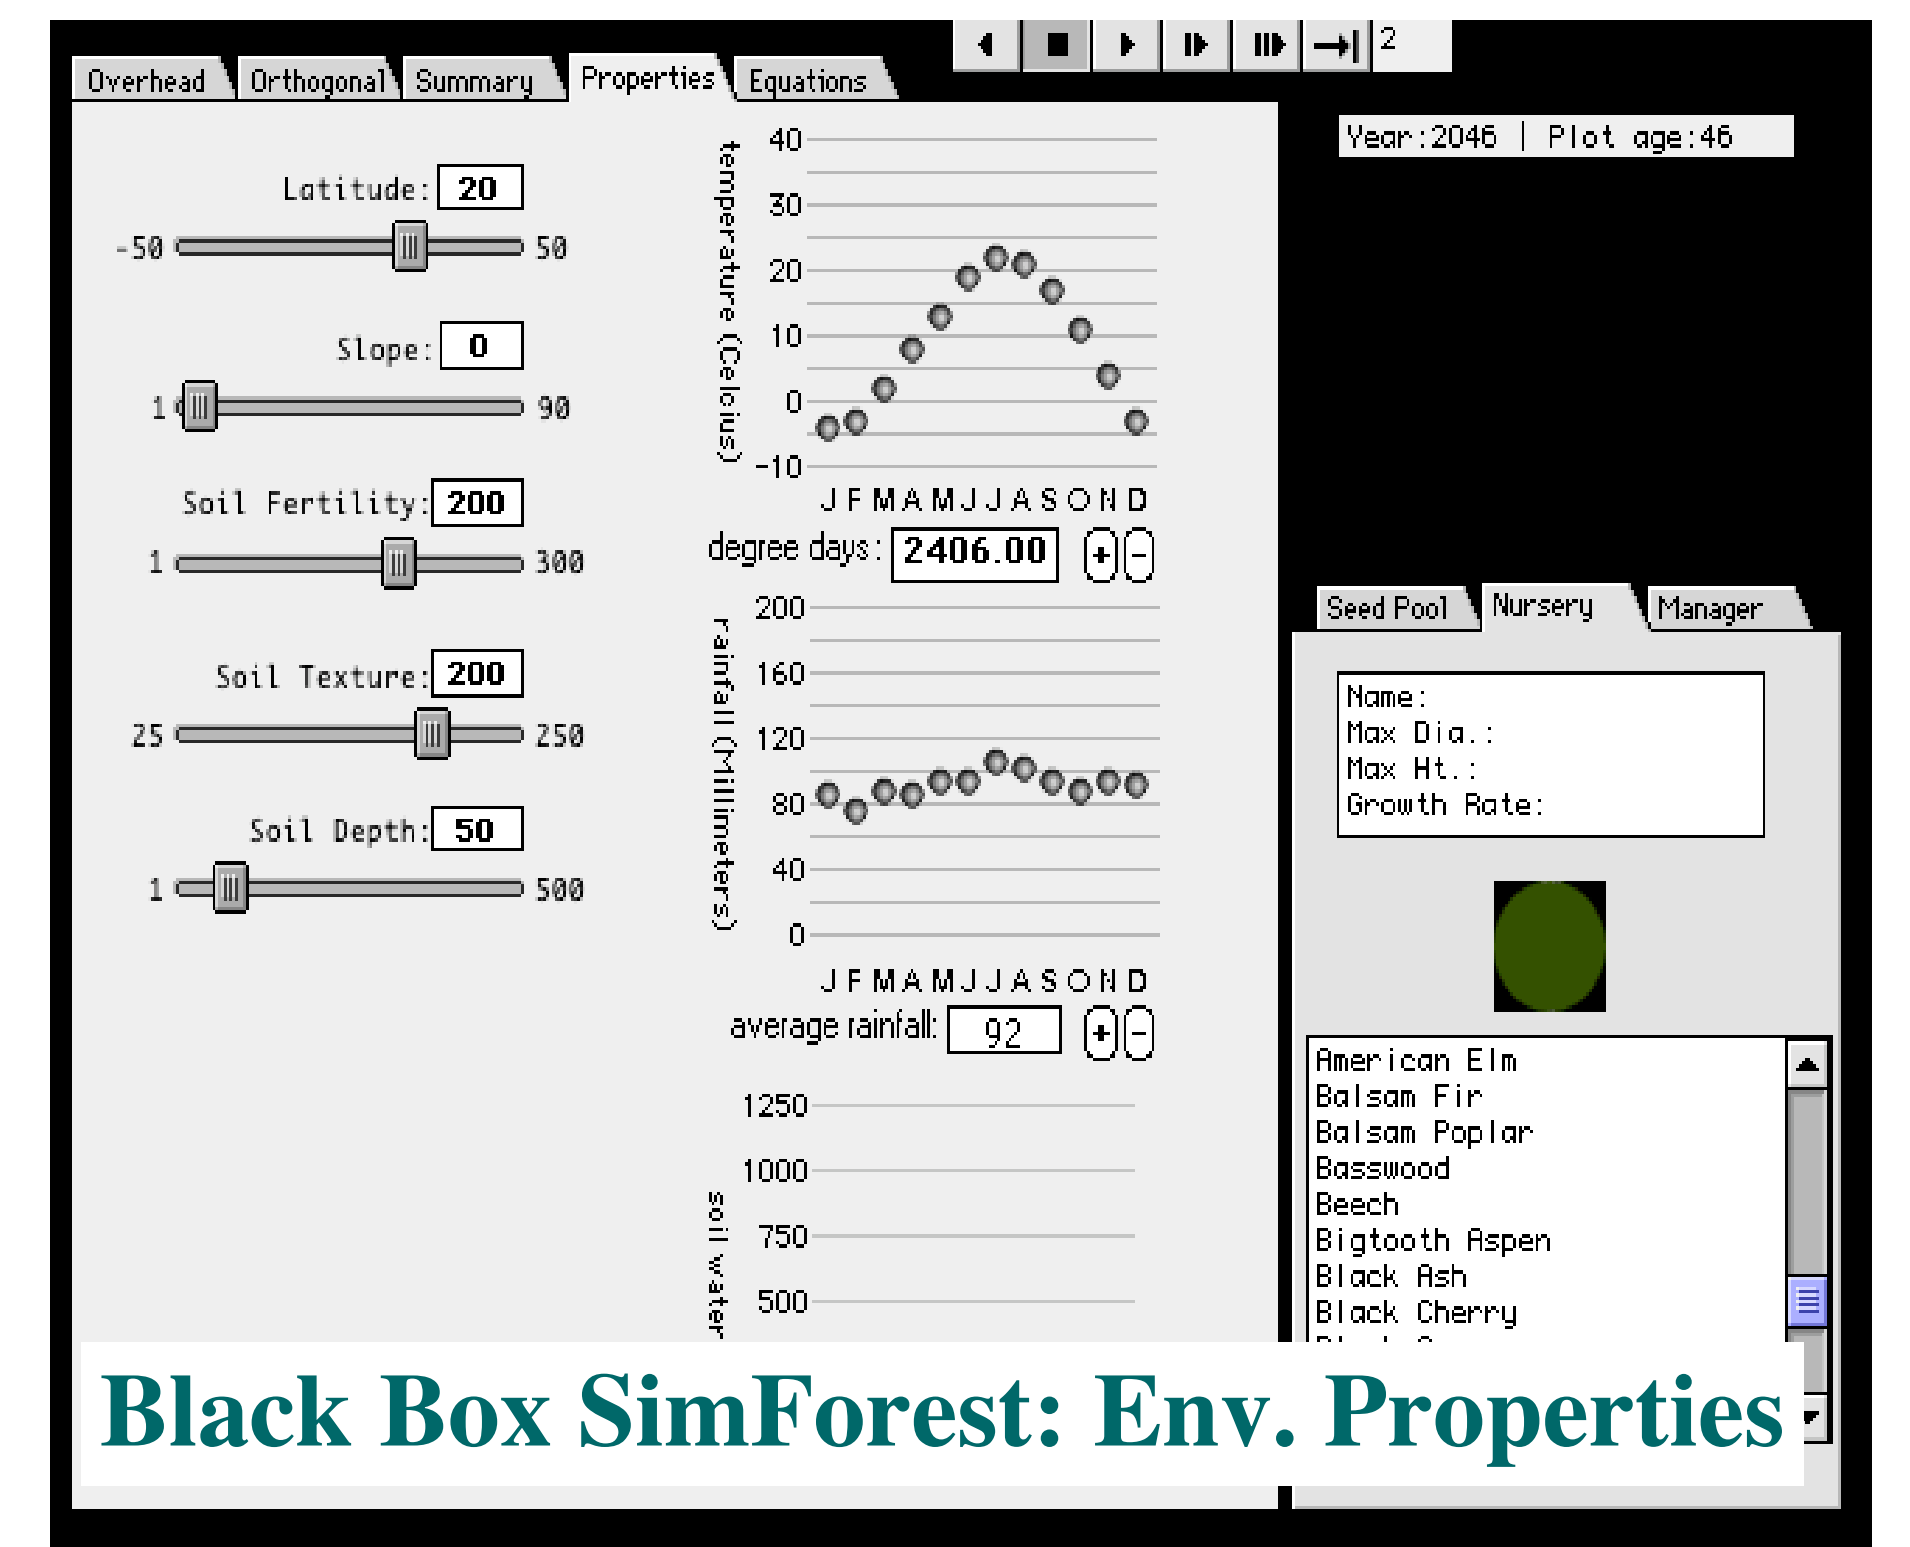 2
Overhead
Orthogonal
Summary
Properties
Equations
Year:2046 | Plot age:46
Latitude: 20
-50 50
Slope: 0
1 90
Soil Fertility: 200
1 300
Soil Texture: 200
25 250
Soil Depth: 50
1 500
temperature (Celcius)
40
30
20
10
0
-10
J F M A M J J A S O N D
degree days: 2406.00 + -
rainfall (Millimeters)
200
160
120
80
40
0
J F M A M J J A S O N D
average rainfall: 92 + -
soil water
1250
1000
750
500
Seed Pool
Nursery
Manager
Name:
Max Dia.:
Max Ht.:
Growth Rate:
American Elm
Balsam Fir
Balsam Poplar
Basswood
Beech
Bigtooth Aspen
Black Ash
Black Cherry
Black Box SimForest: Env. Properties